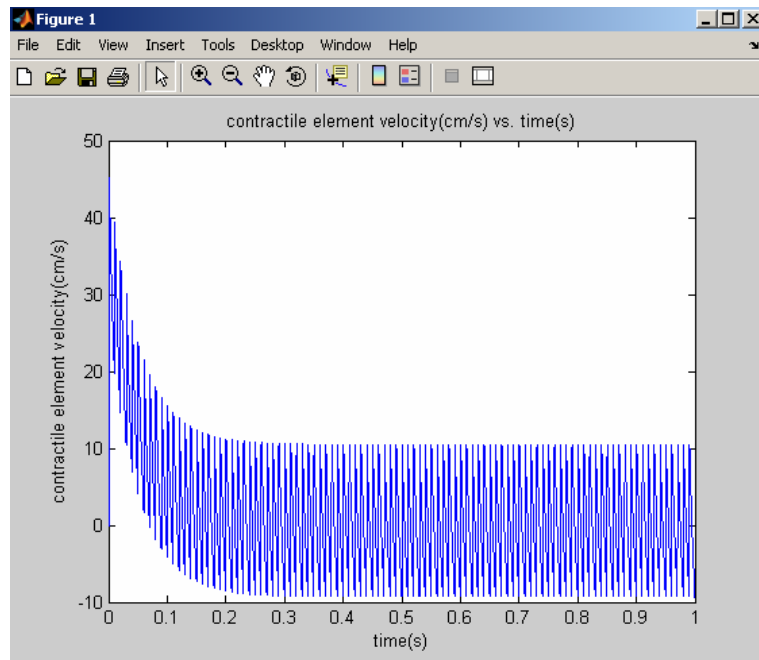 Figure 1
File Edit View Insert Tools Desktop Window Help
contractile element velocity(cm/s) vs. time(s)
50
40
30
20
10
0
-10
contractile element velocity(cm/s)
0 0.1 0.2 0.3 0.4 0.5 0.6 0.7 0.8 0.9 1
time(s)